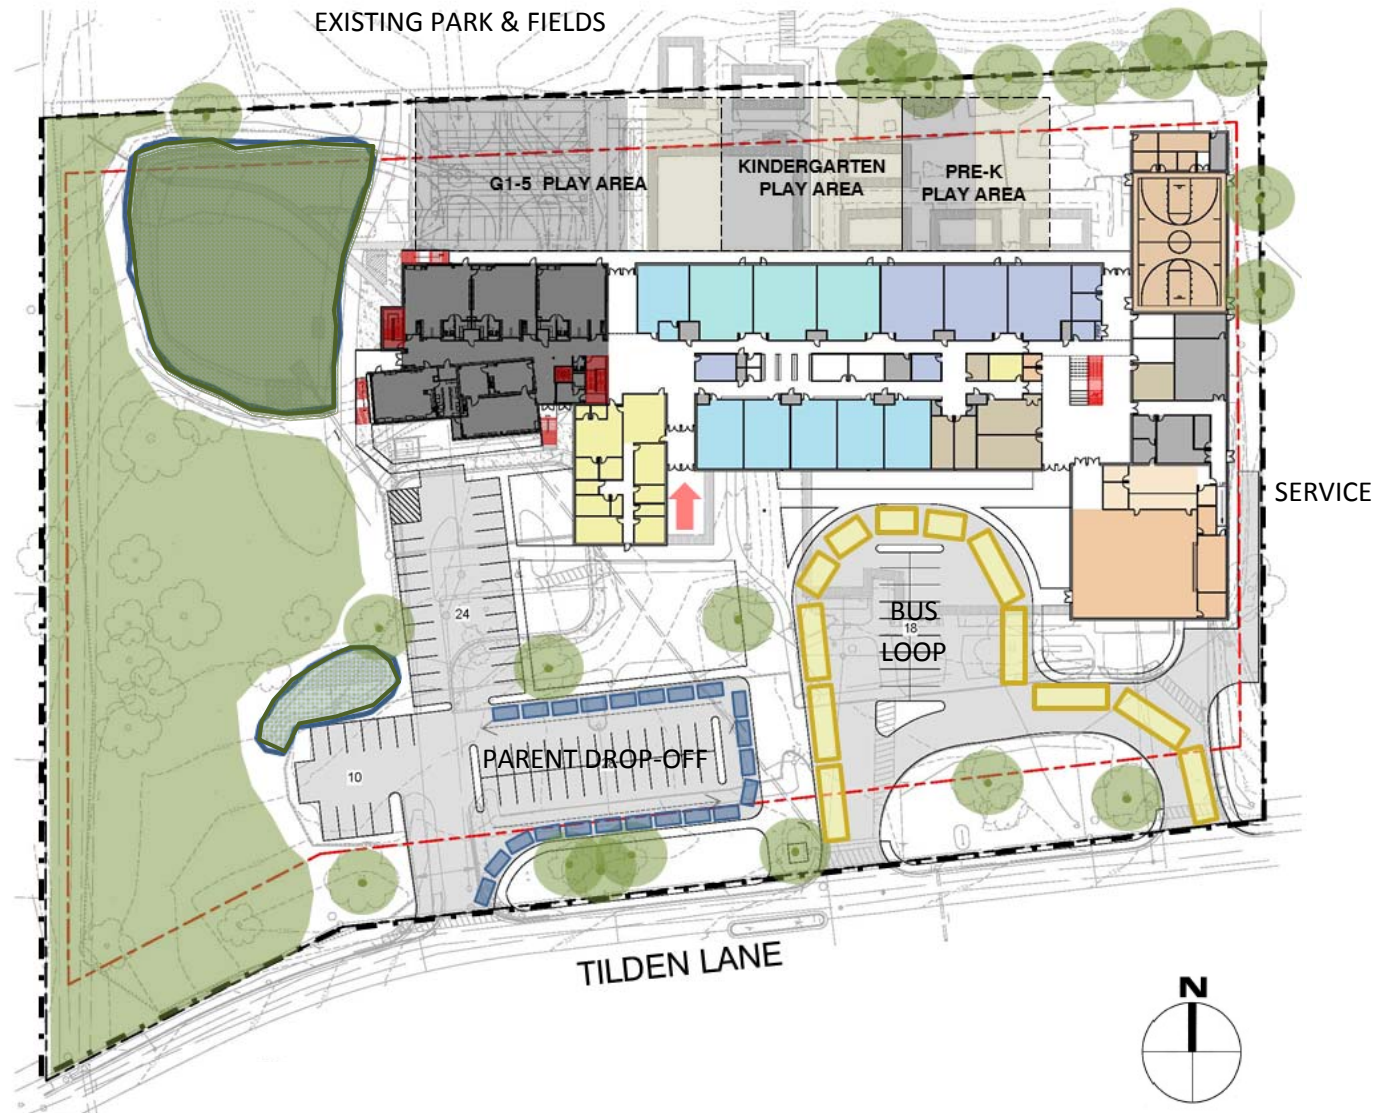 EXISTING PARK & FIELDS
G1-5 PLAY AREA
KINDERGARTEN
PLAY AREA
PRE-K
PLAY AREA
SERVICE
24
BUS
18
LOOP
PARENT DROP-OFF
10
TILDEN LANE
N